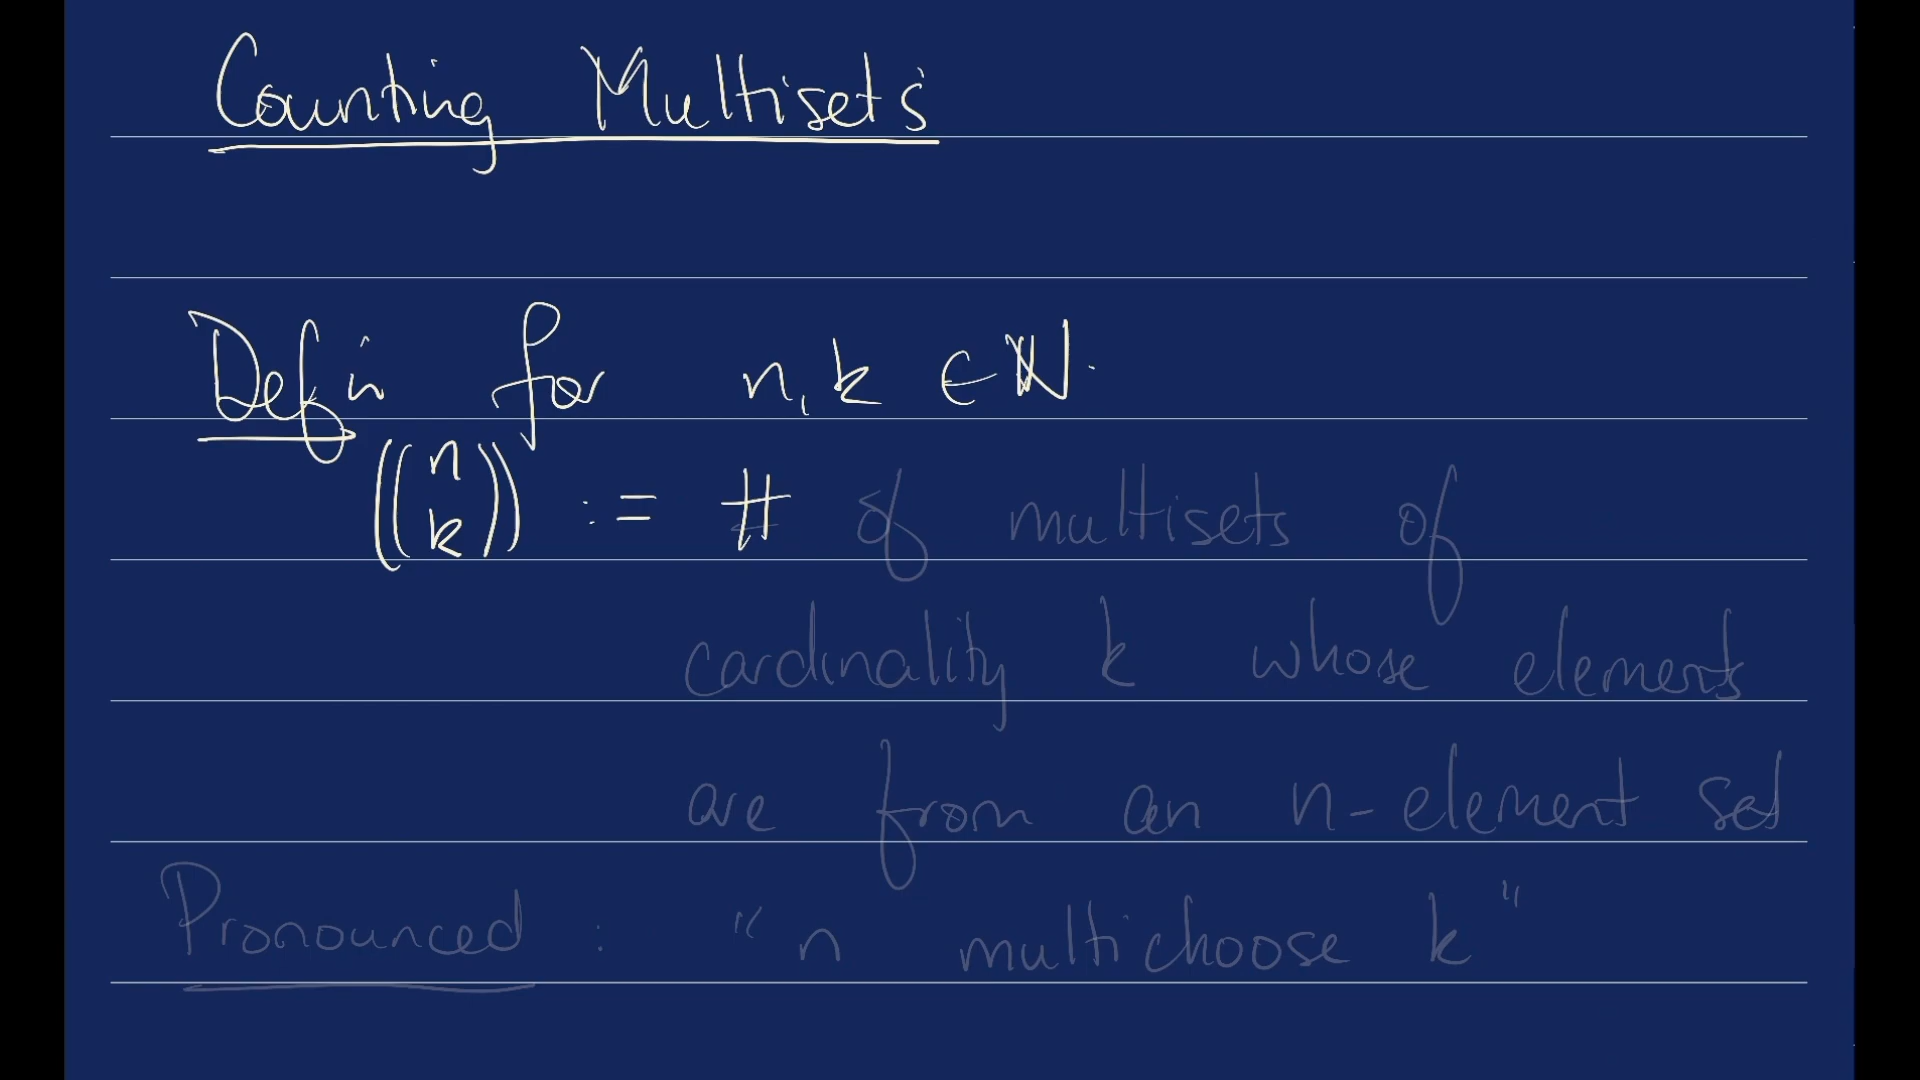 Counting Multisets
Defn for n, k ∈ ℕ.
((n k)) := # of multisets of
cardinality k whose elements
are from an n-element set
Pronounced : "n multichoose k"